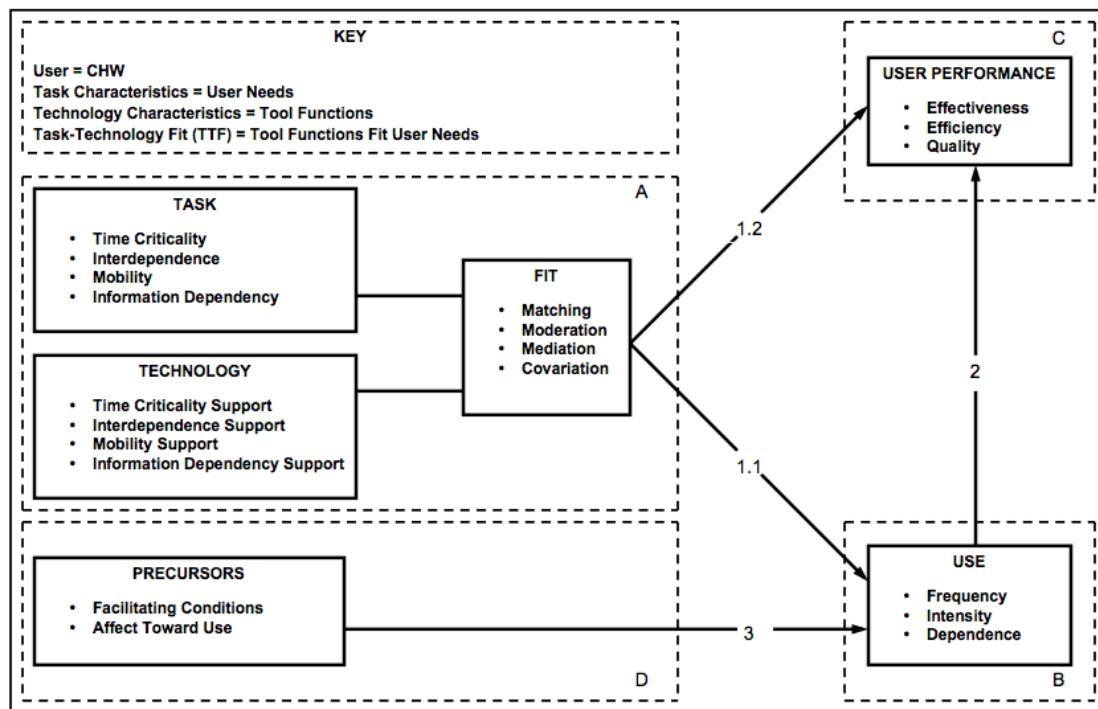 KEY
User = CHW
Task Characteristics = User Needs
Technology Characteristics = Tool Functions
Task-Technology Fit (TTF) = Tool Functions Fit User Needs
C
USER PERFORMANCE
• Effectiveness
• Efficiency
• Quality
A
TASK
• Time Criticality
• Interdependence
• Mobility
• Information Dependency
FIT
• Matching
• Moderation
• Mediation
• Covariation
TECHNOLOGY
• Time Criticality Support
• Interdependence Support
• Mobility Support
• Information Dependency Support
1.2
1.1
2
PRECURSORS
• Facilitating Conditions
• Affect Toward Use
D
3
USE
• Frequency
• Intensity
• Dependence
B